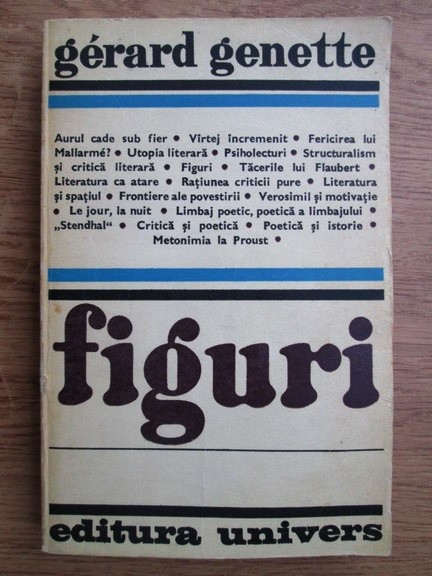 gérard genette
Aurul cade sub fier • Vîrtej încremenit • Fericirea lui
Mallarmé? • Utopia literară • Psiholecturi • Structuralism
și critică literară • Figuri • Tăcerile lui Flaubert •
Literatura ca atare • Rațiunea criticii pure • Literatura
și spațiul • Frontiere ale povestirii • Verosimil și motivație
• Le jour, la nuit • Limbaj poetic, poetică a limbajului •
„Stendhal“ • Critică și poetică • Poetică și istorie •
Metonimia la Proust •
figuri
editura univers